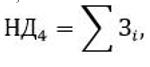 НД₄ = ∑ Зᵢ,